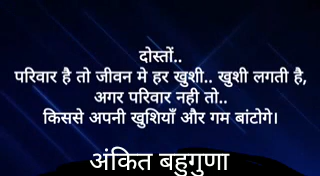 दोस्तों..
परिवार है तो जीवन मे हर खुशी.. खुशी लगती है,
अगर परिवार नही तो..
किससे अपनी खुशियाँ और गम बांटोगे।
अंकित बहुगुणा